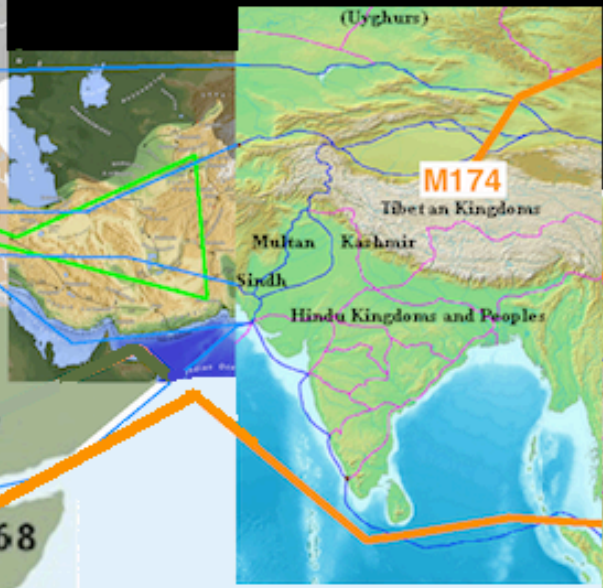 (Uyghurs)
M174
Tibetan Kingdoms
Multan
Kashmir
Sindh
Hindu Kingdoms and Peoples
68